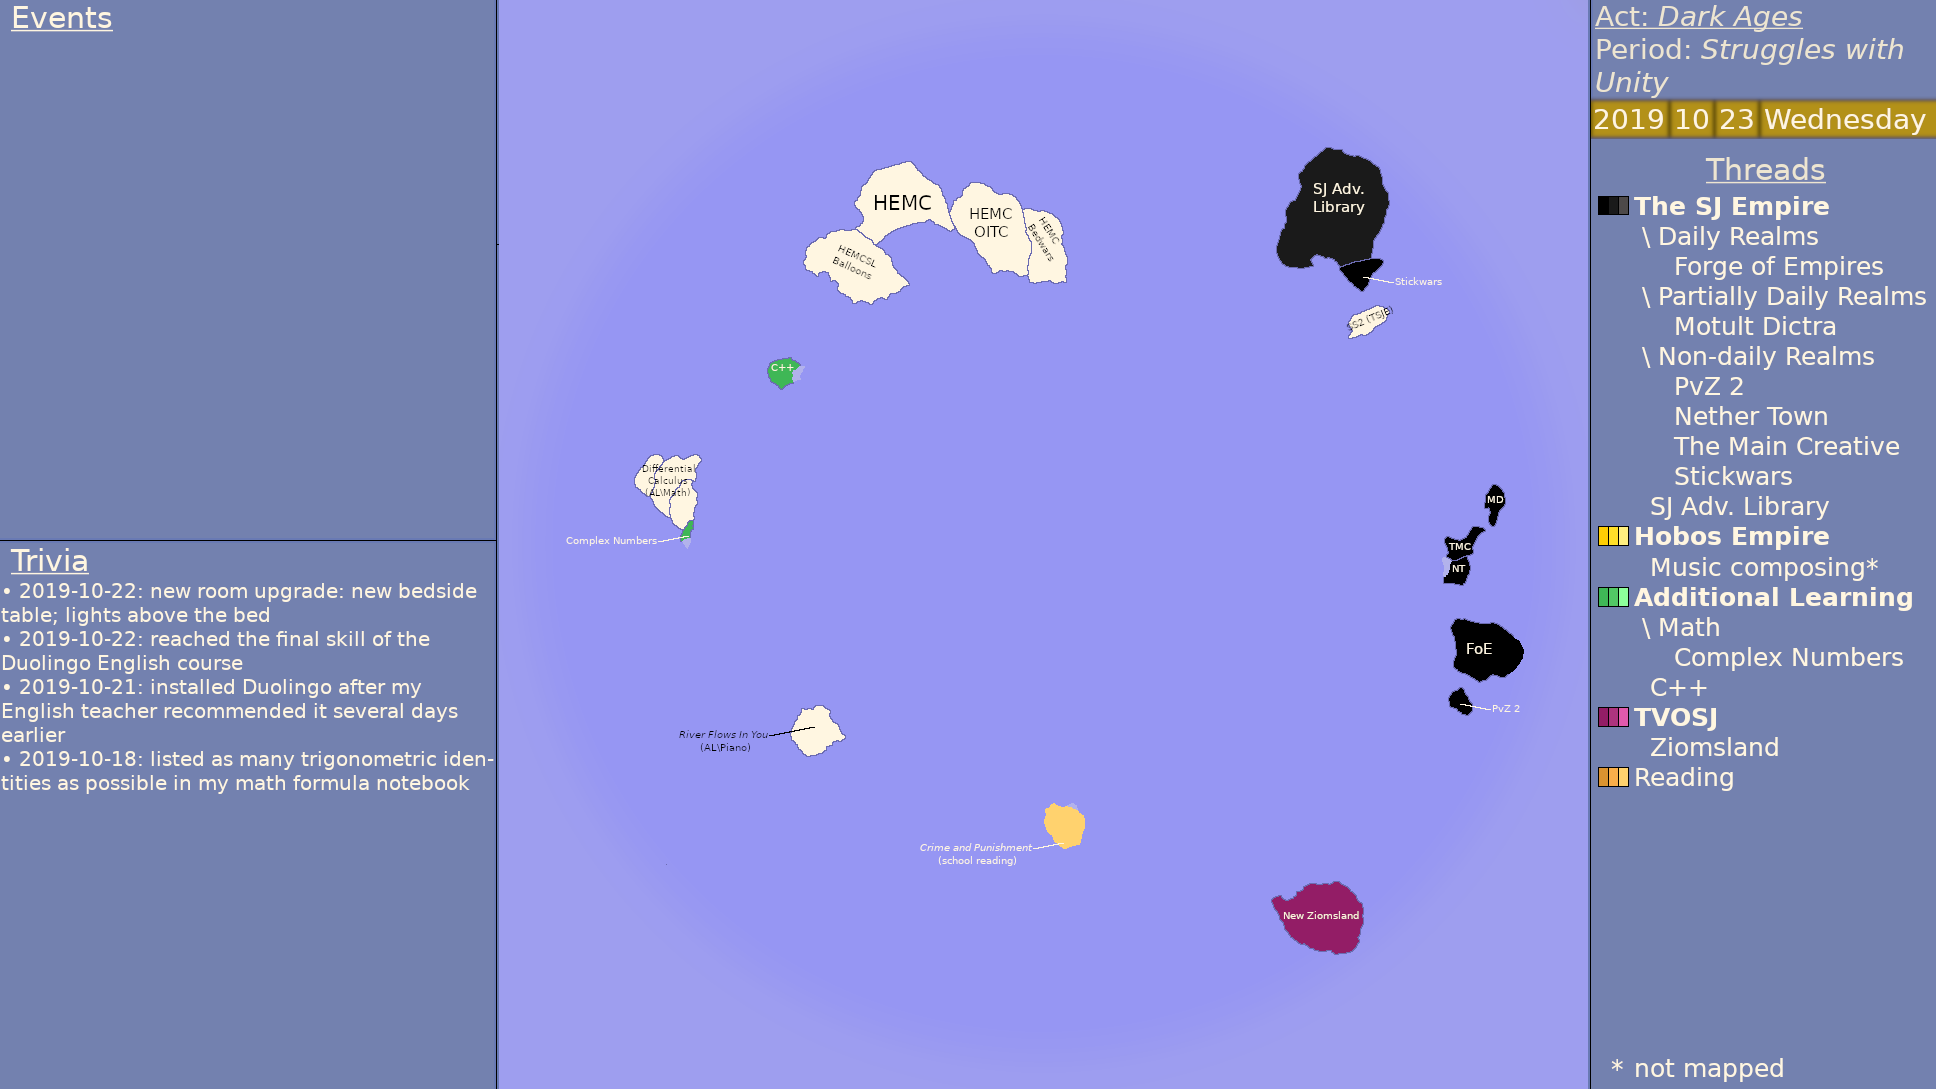 Events
Trivia
• 2019-10-22: new room upgrade: new bedside
table; lights above the bed
• 2019-10-22: reached the final skill of the
Duolingo English course
• 2019-10-21: installed Duolingo after my
English teacher recommended it several days
earlier
• 2019-10-18: listed as many trigonometric iden-
tities as possible in my math formula notebook
HEMC
HEMC
OITC
HEMC
Bedwars
HEMCSL
Balloons
SJ Adv.
Library
Stickwars
S2 (TSJE)
C++
Differential
Calculus
(AL\Math)
Complex Numbers
MD
TMC
NT
FoE
PvZ 2
River Flows In You
(AL\Piano)
Crime and Punishment
(school reading)
New Ziomsland
Act: Dark Ages
Period: Struggles with
Unity
2019 10 23 Wednesday
Threads
The SJ Empire
\ Daily Realms
Forge of Empires
\ Partially Daily Realms
Motult Dictra
\ Non-daily Realms
PvZ 2
Nether Town
The Main Creative
Stickwars
SJ Adv. Library
Hobos Empire
Music composing*
Additional Learning
\ Math
Complex Numbers
C++
TVOSJ
Ziomsland
Reading
* not mapped